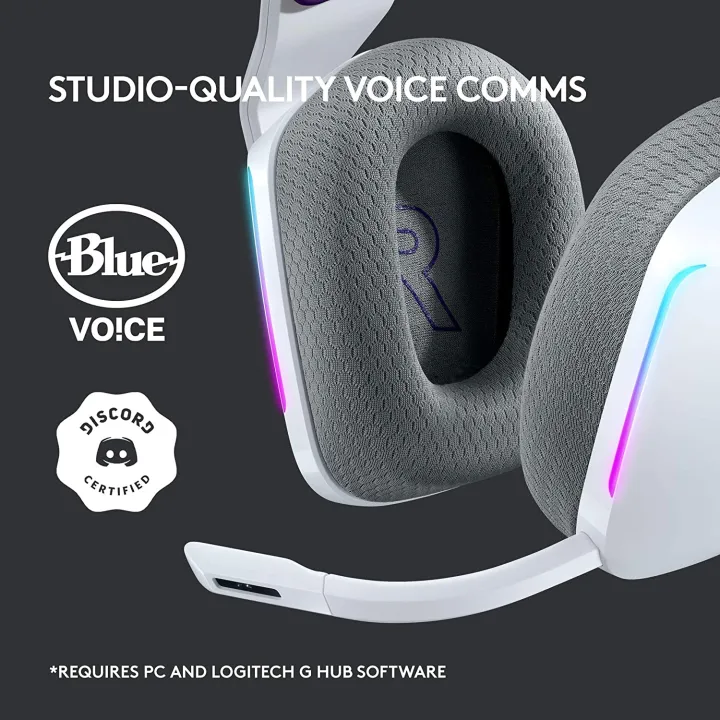 STUDIO-QUALITY VOICE COMMS
R
Blue
VO!CE
DISCORD
CERTIFIED
*REQUIRES PC AND LOGITECH G HUB SOFTWARE